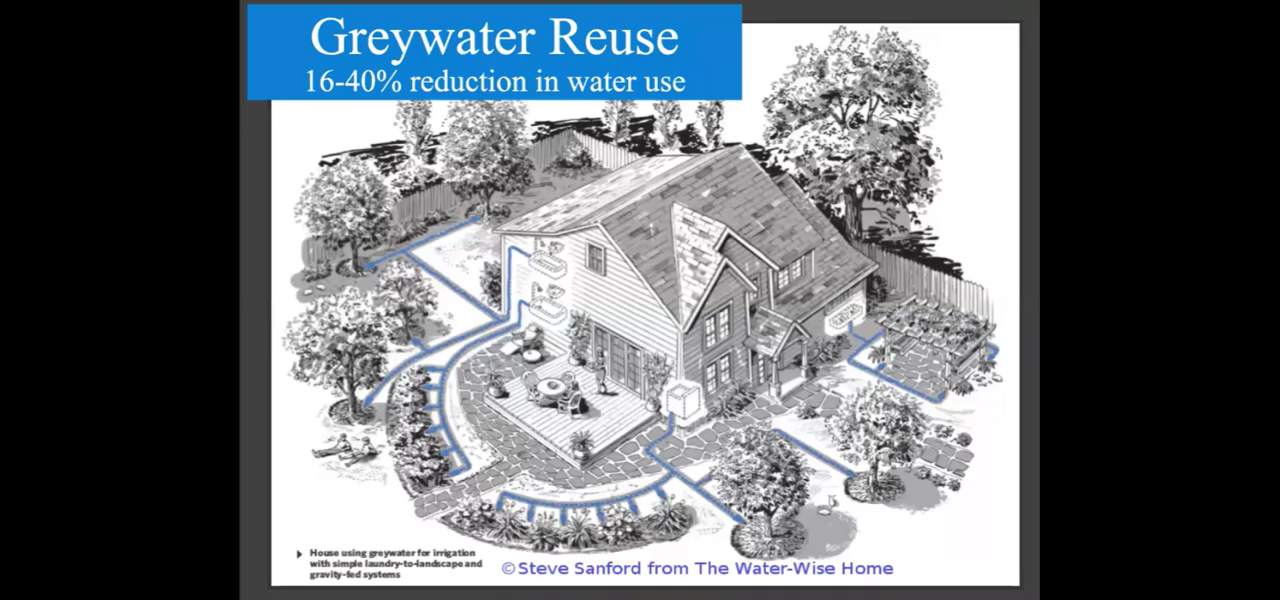 Greywater Reuse
16-40% reduction in water use
House using greywater for irrigation
with simple laundry-to-landscape and
gravity-fed systems
©Steve Sanford from The Water-Wise Home